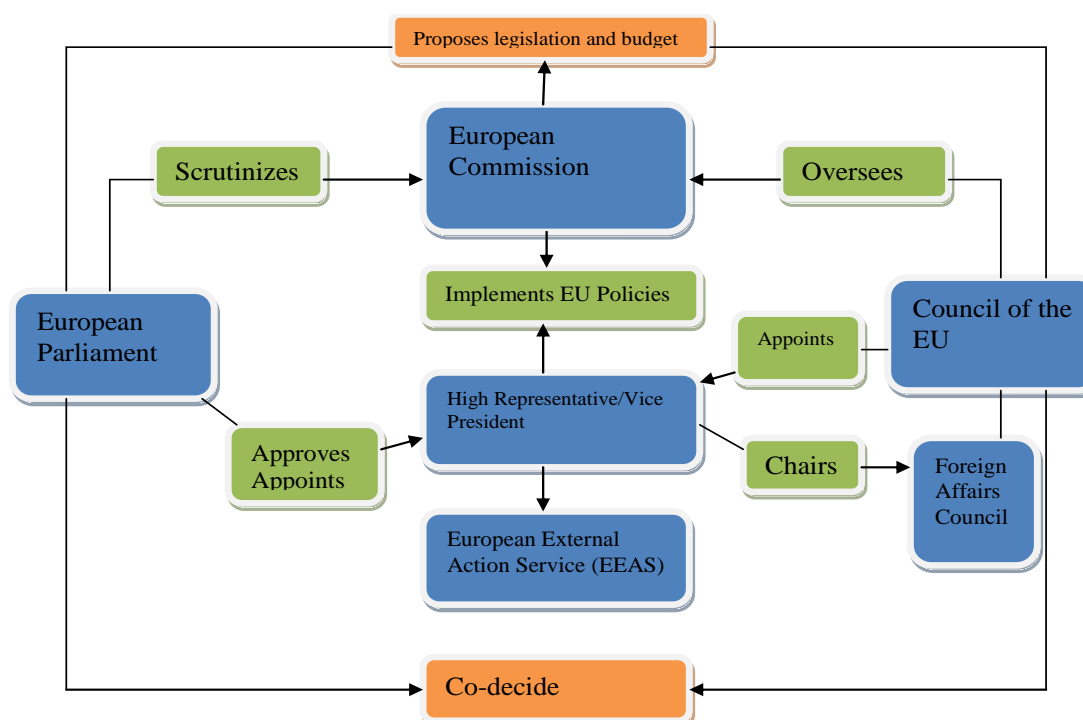 Proposes legislation and budget
European
Commission
Scrutinizes
Oversees
Implements EU Policies
European
Parliament
Council of the
EU
Appoints
High Representative/Vice
President
Approves
Appoints
Chairs
Foreign
Affairs
Council
European External
Action Service (EEAS)
Co-decide